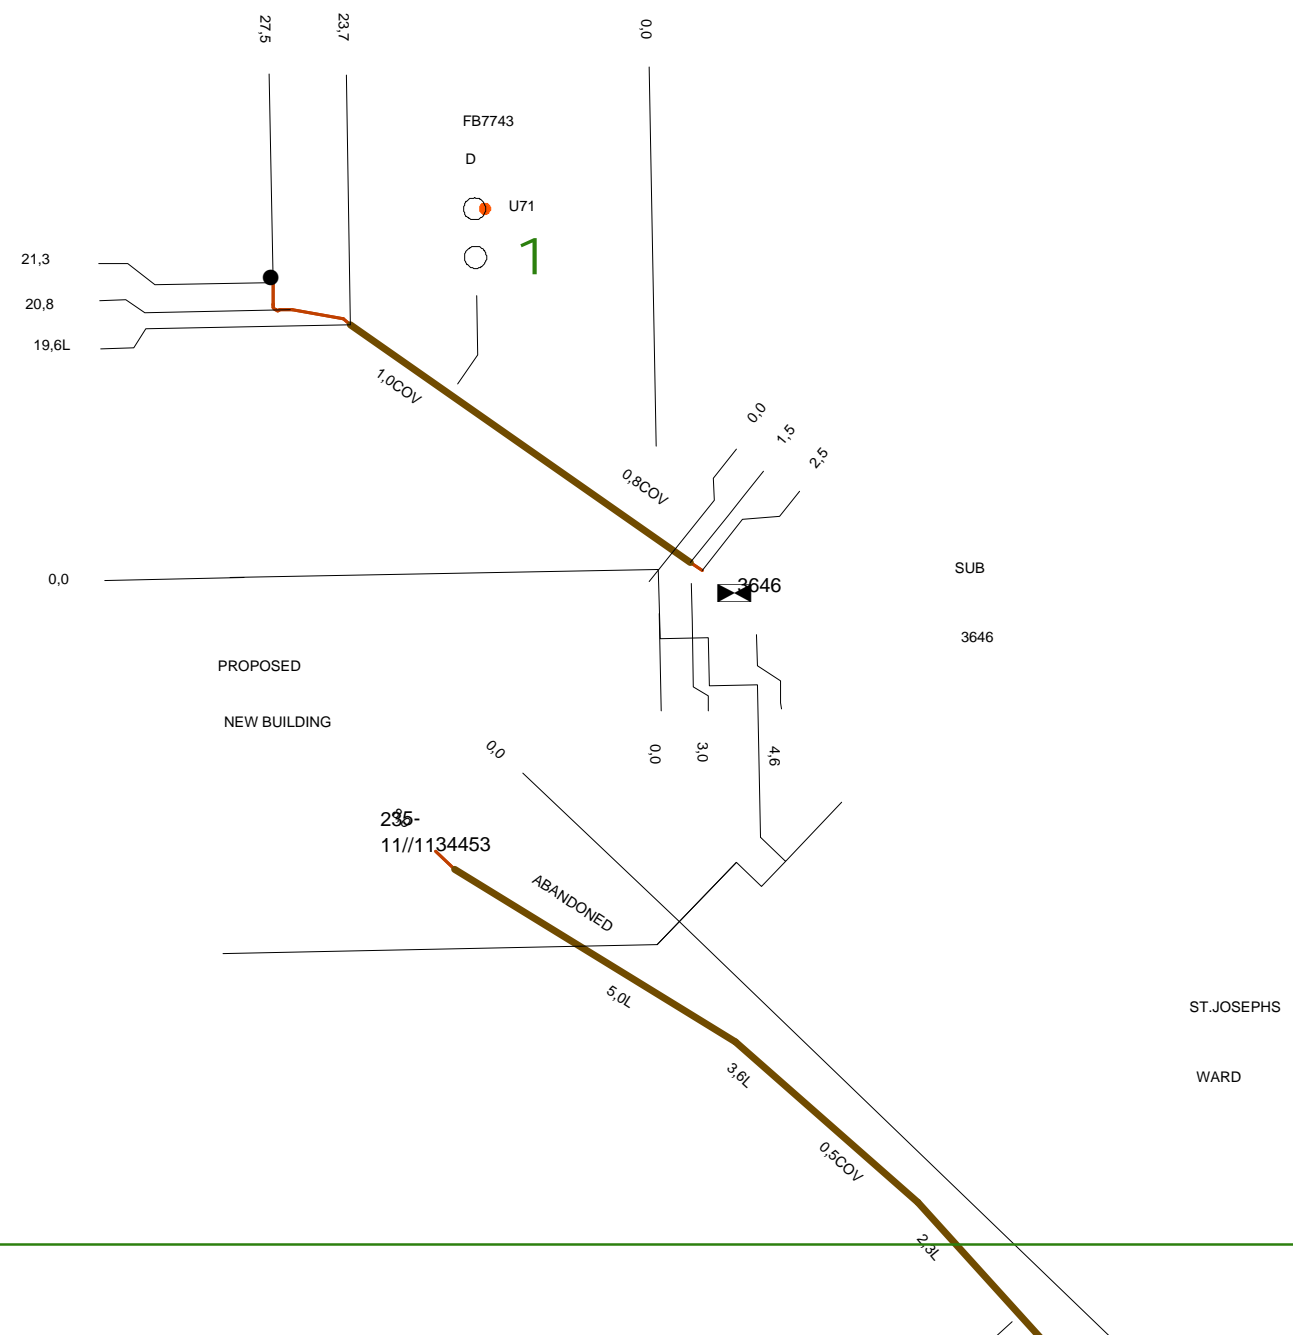 27,5
23,7
0,0
FB7743
D
U71
1
21,3
20,8
19,6L
1,0COV
0,0
1,5
2,5
0,8COV
0,0
3646
SUB
3646
PROPOSED
NEW BUILDING
0,0
0,0
3,0
4,6
235-
11//1134453
ABANDONED
5,0L
ST.JOSEPHS
3,6L
WARD
0,5COV
2,3L